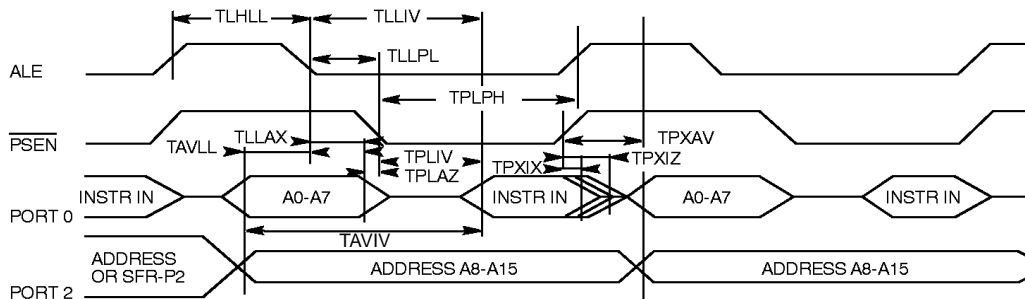 TLHLL TLLIV
TLLPL
ALE
TPLPH
TLLAX
TPXAV
PSEN
TAVLL
TPLIV
TPXIZ
TPLAZ
TPXIX
INSTR IN A0-A7 INSTR IN A0-A7 INSTR IN
PORT 0
TAVIV
ADDRESS
OR SFR-P2
ADDRESS A8-A15 ADDRESS A8-A15
PORT 2